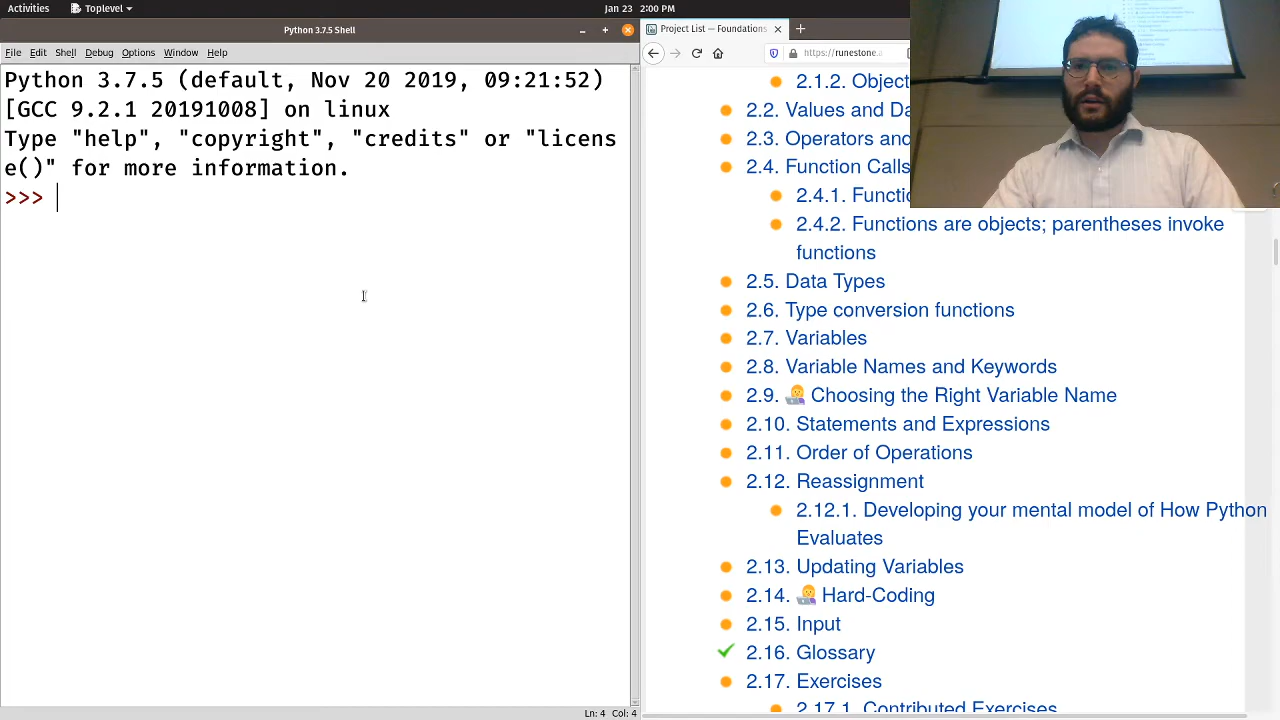 Activities
Toplevel
Jan 23 2:00 PM
Python 3.7.5 Shell
File Edit Shell Debug Options Window Help
Python 3.7.5 (default, Nov 20 2019, 09:21:52)
[GCC 9.2.1 20191008] on linux
Type "help", "copyright", "credits" or "licens
e()" for more information.
>>>
Ln: 4 Col: 4
Project List — Foundations
https://runestone.a
2.1.2. Object
2.2. Values and Da
2.3. Operators and
2.4. Function Calls
2.4.1. Functio
2.4.2. Functions are objects; parentheses invoke
functions
2.5. Data Types
2.6. Type conversion functions
2.7. Variables
2.8. Variable Names and Keywords
2.9. 👩‍💻 Choosing the Right Variable Name
2.10. Statements and Expressions
2.11. Order of Operations
2.12. Reassignment
2.12.1. Developing your mental model of How Python
Evaluates
2.13. Updating Variables
2.14. 👩‍💻 Hard-Coding
2.15. Input
2.16. Glossary
2.17. Exercises
2.17.1. Contributed Exercises